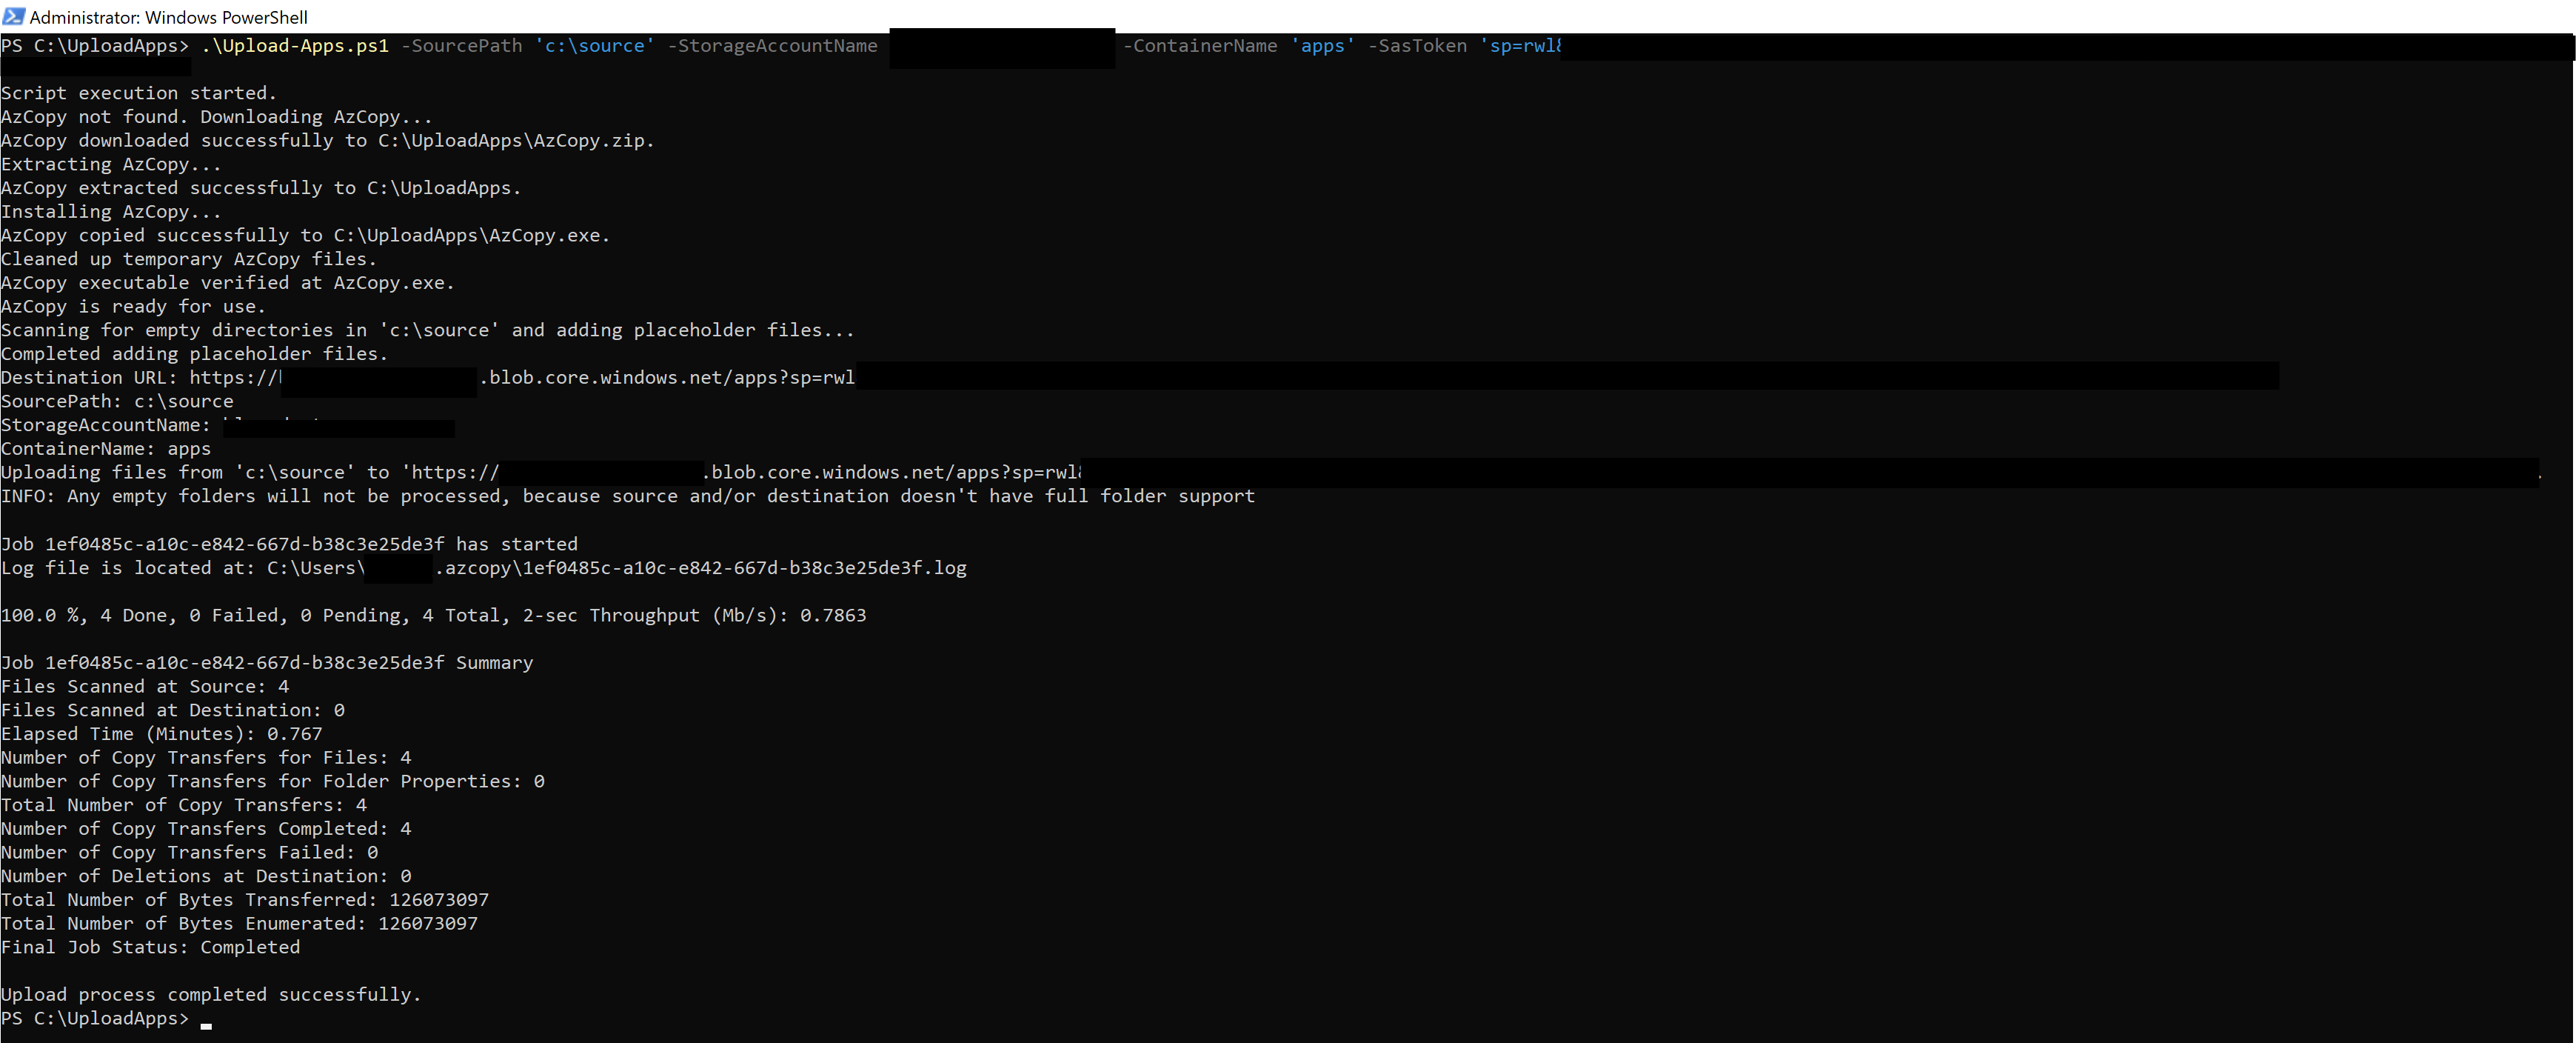 Administrator: Windows PowerShell
PS C:\UploadApps> .\Upload-Apps.ps1 -SourcePath 'c:\source' -StorageAccountName -ContainerName 'apps' -SasToken 'sp=rwl&
Script execution started.
AzCopy not found. Downloading AzCopy...
AzCopy downloaded successfully to C:\UploadApps\AzCopy.zip.
Extracting AzCopy...
AzCopy extracted successfully to C:\UploadApps.
Installing AzCopy...
AzCopy copied successfully to C:\UploadApps\AzCopy.exe.
Cleaned up temporary AzCopy files.
AzCopy executable verified at AzCopy.exe.
AzCopy is ready for use.
Scanning for empty directories in 'c:\source' and adding placeholder files...
Completed adding placeholder files.
Destination URL: https:// .blob.core.windows.net/apps?sp=rwl
SourcePath: c:\source
StorageAccountName:
ContainerName: apps
Uploading files from 'c:\source' to 'https:// .blob.core.windows.net/apps?sp=rwl& .
INFO: Any empty folders will not be processed, because source and/or destination doesn't have full folder support
Job 1ef0485c-a10c-e842-667d-b38c3e25de3f has started
Log file is located at: C:\Users\ .azcopy\1ef0485c-a10c-e842-667d-b38c3e25de3f.log
100.0 %, 4 Done, 0 Failed, 0 Pending, 4 Total, 2-sec Throughput (Mb/s): 0.7863
Job 1ef0485c-a10c-e842-667d-b38c3e25de3f Summary
Files Scanned at Source: 4
Files Scanned at Destination: 0
Elapsed Time (Minutes): 0.767
Number of Copy Transfers for Files: 4
Number of Copy Transfers for Folder Properties: 0
Total Number of Copy Transfers: 4
Number of Copy Transfers Completed: 4
Number of Copy Transfers Failed: 0
Number of Deletions at Destination: 0
Total Number of Bytes Transferred: 126073097
Total Number of Bytes Enumerated: 126073097
Final Job Status: Completed
Upload process completed successfully.
PS C:\UploadApps>